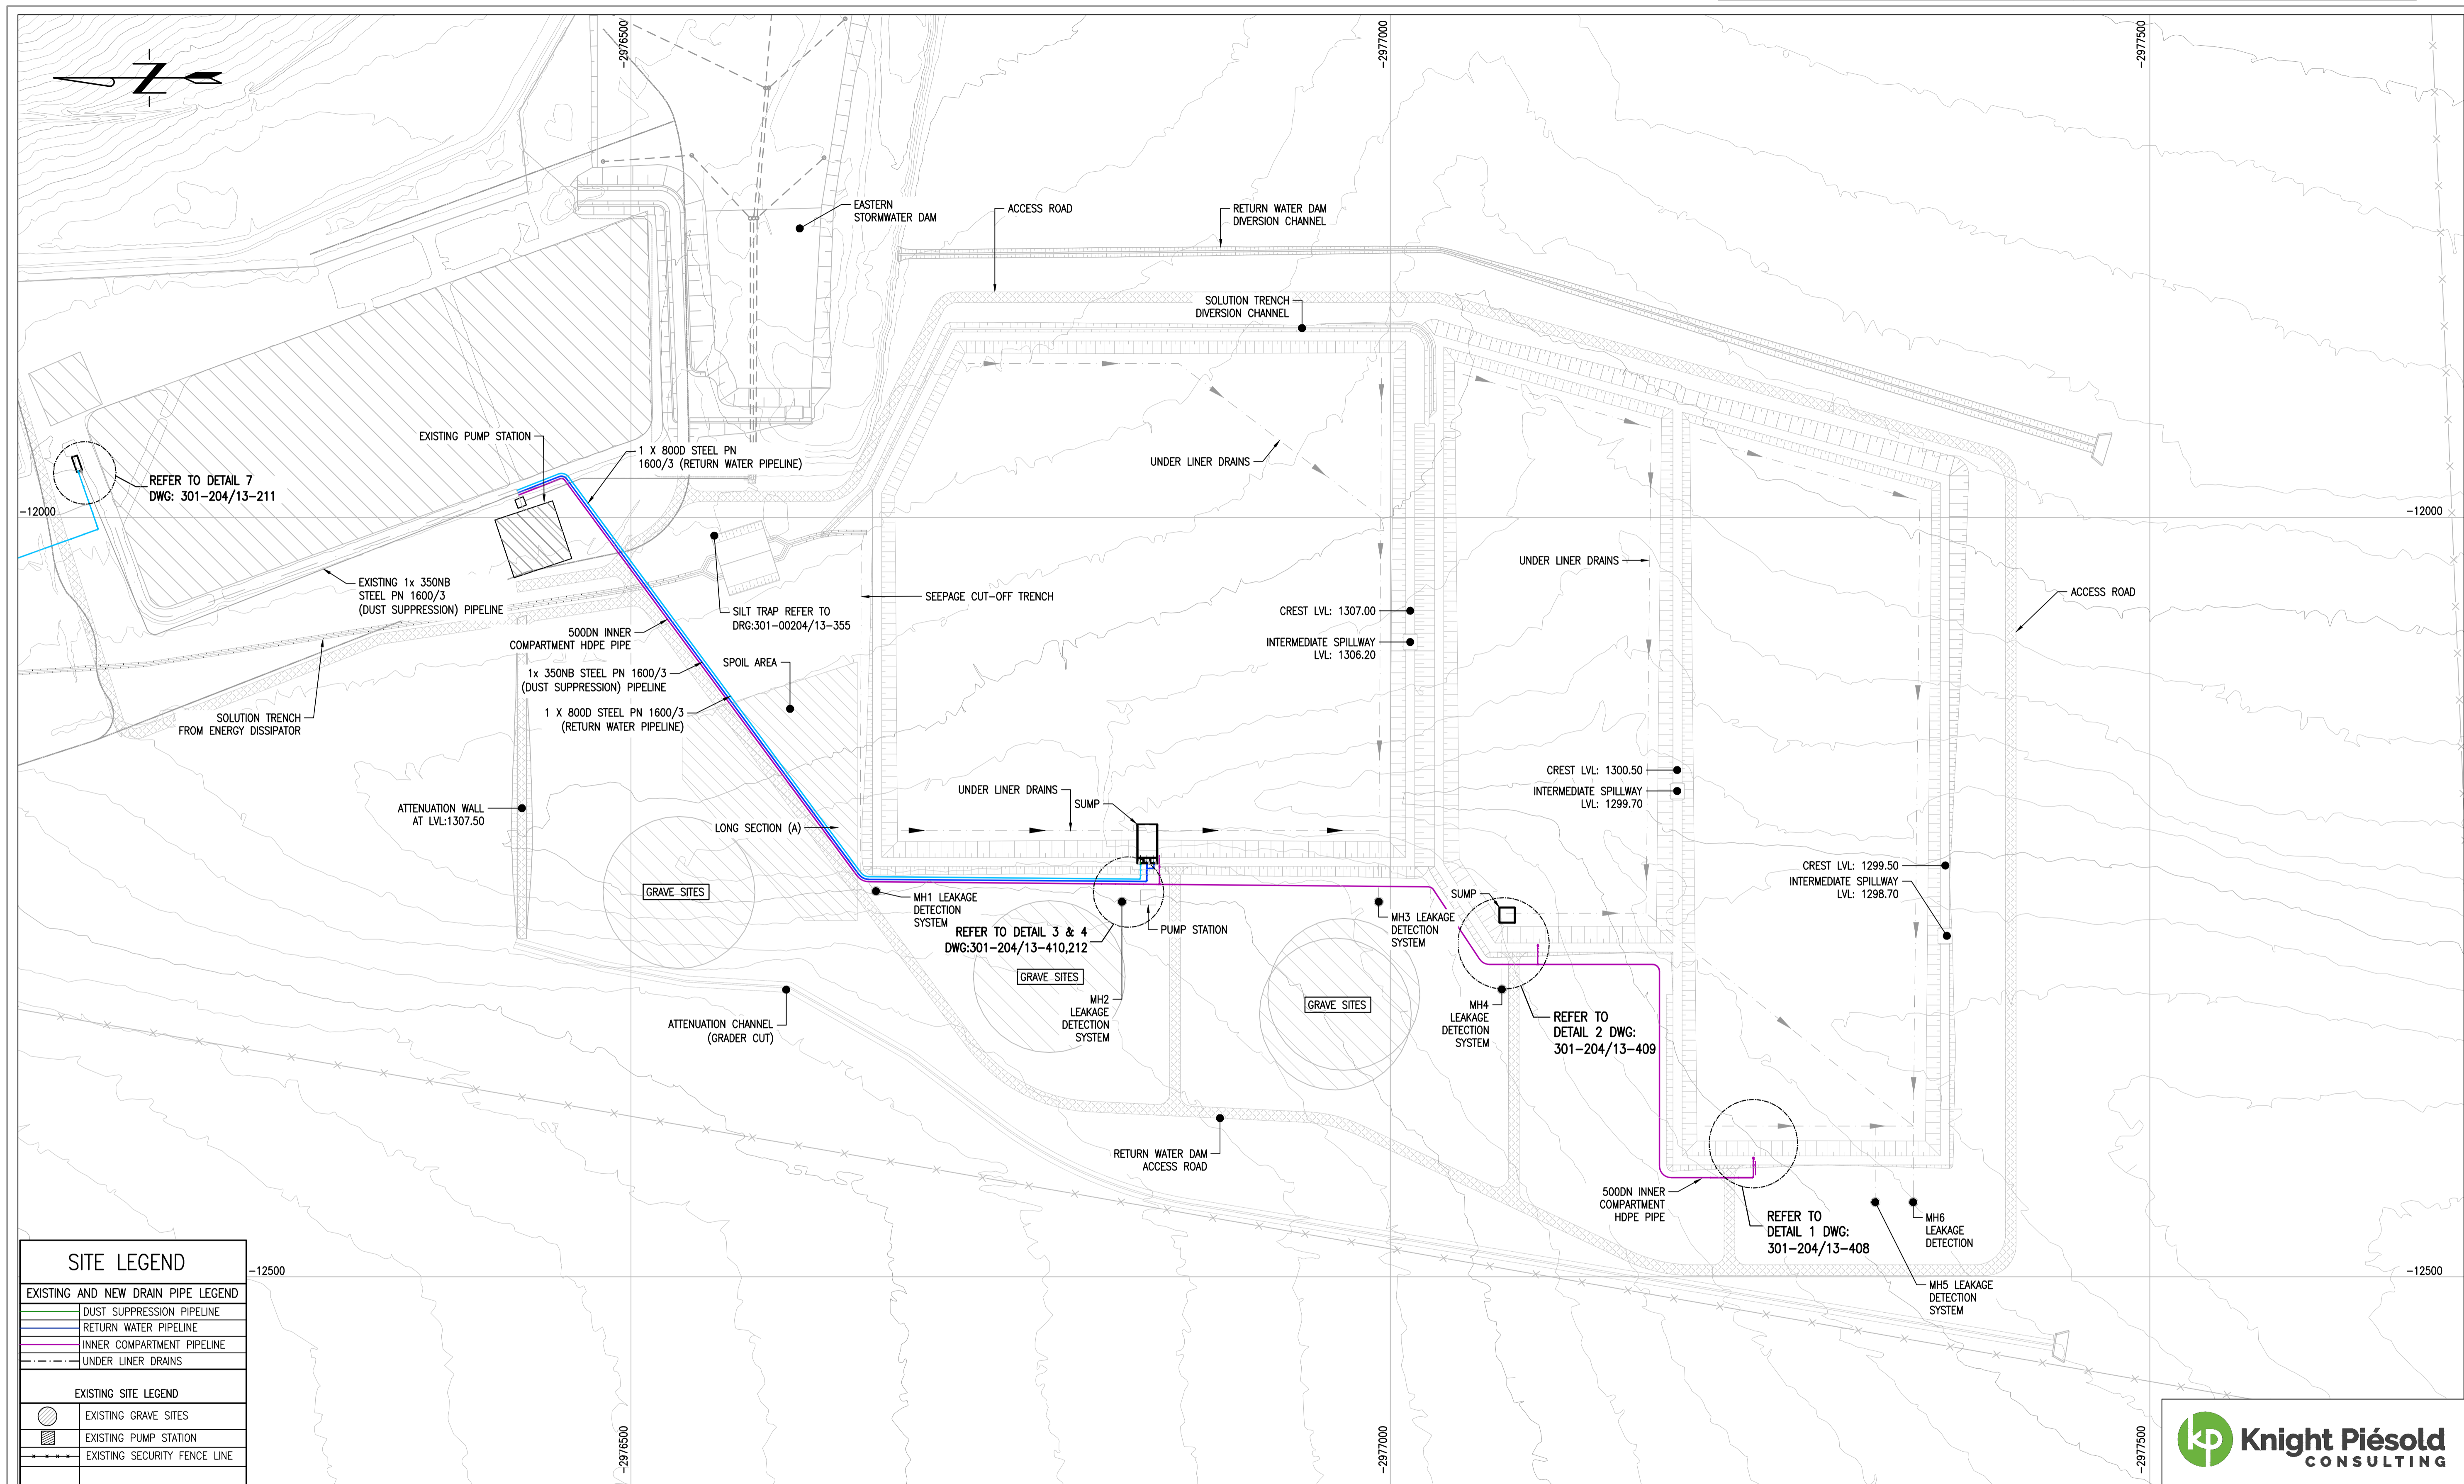 -2976500
-2977000
-2977500
N
EASTERN
STORMWATER DAM
ACCESS ROAD
RETURN WATER DAM
DIVERSION CHANNEL
SOLUTION TRENCH
DIVERSION CHANNEL
EXISTING PUMP STATION
1 X 800D STEEL PN
1600/3 (RETURN WATER PIPELINE)
UNDER LINER DRAINS
REFER TO DETAIL 7
DWG: 301-204/13-211
-12000
-12000
EXISTING 1x 350NB
STEEL PN 1600/3
(DUST SUPPRESSION) PIPELINE
SILT TRAP REFER TO
DRG:301-00204/13-355
SEEPAGE CUT-OFF TRENCH
UNDER LINER DRAINS
ACCESS ROAD
CREST LVL: 1307.00
INTERMEDIATE SPILLWAY
LVL: 1306.20
500DN INNER
COMPARTMENT HDPE PIPE
SPOIL AREA
1x 350NB STEEL PN 1600/3
(DUST SUPPRESSION) PIPELINE
1 X 800D STEEL PN 1600/3
(RETURN WATER PIPELINE)
SOLUTION TRENCH
FROM ENERGY DISSIPATOR
CREST LVL: 1300.50
INTERMEDIATE SPILLWAY
LVL: 1299.70
ATTENUATION WALL
AT LVL:1307.50
UNDER LINER DRAINS
SUMP
LONG SECTION (A)
CREST LVL: 1299.50
INTERMEDIATE SPILLWAY
LVL: 1298.70
GRAVE SITES
MH1 LEAKAGE
DETECTION
SYSTEM
REFER TO DETAIL 3 & 4
DWG:301-204/13-410,212
PUMP STATION
MH3 LEAKAGE
DETECTION
SYSTEM
SUMP
GRAVE SITES
GRAVE SITES
MH2
LEAKAGE
DETECTION
SYSTEM
MH4
LEAKAGE
DETECTION
SYSTEM
REFER TO
DETAIL 2 DWG:
301-204/13-409
ATTENUATION CHANNEL
(GRADER CUT)
RETURN WATER DAM
ACCESS ROAD
500DN INNER
COMPARTMENT
HDPE PIPE
REFER TO
DETAIL 1 DWG:
301-204/13-408
MH6
LEAKAGE
DETECTION
MH5 LEAKAGE
DETECTION
SYSTEM
-12500
-12500
SITE LEGEND
EXISTING AND NEW DRAIN PIPE LEGEND
DUST SUPPRESSION PIPELINE
RETURN WATER PIPELINE
INNER COMPARTMENT PIPELINE
UNDER LINER DRAINS
EXISTING SITE LEGEND
EXISTING GRAVE SITES
EXISTING PUMP STATION
EXISTING SECURITY FENCE LINE
-2976500
-2977000
-2977500
kp Knight Piésold
CONSULTING